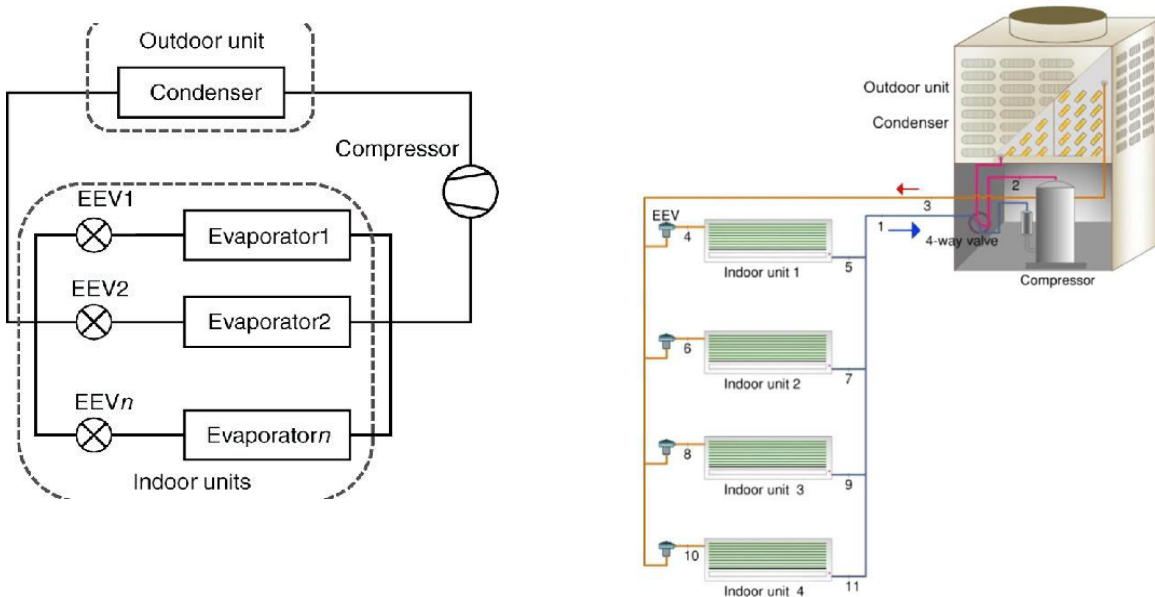 Outdoor unit
Condenser
Compressor
EEV1
Evaporator1
EEV2
Evaporator2
EEVn
Evaporatorn
Indoor units
Outdoor unit
Condenser
2
3
1
4-way valve
Compressor
EEV
4
Indoor unit 1
5
6
Indoor unit 2
7
8
Indoor unit 3
9
10
Indoor unit 4
11